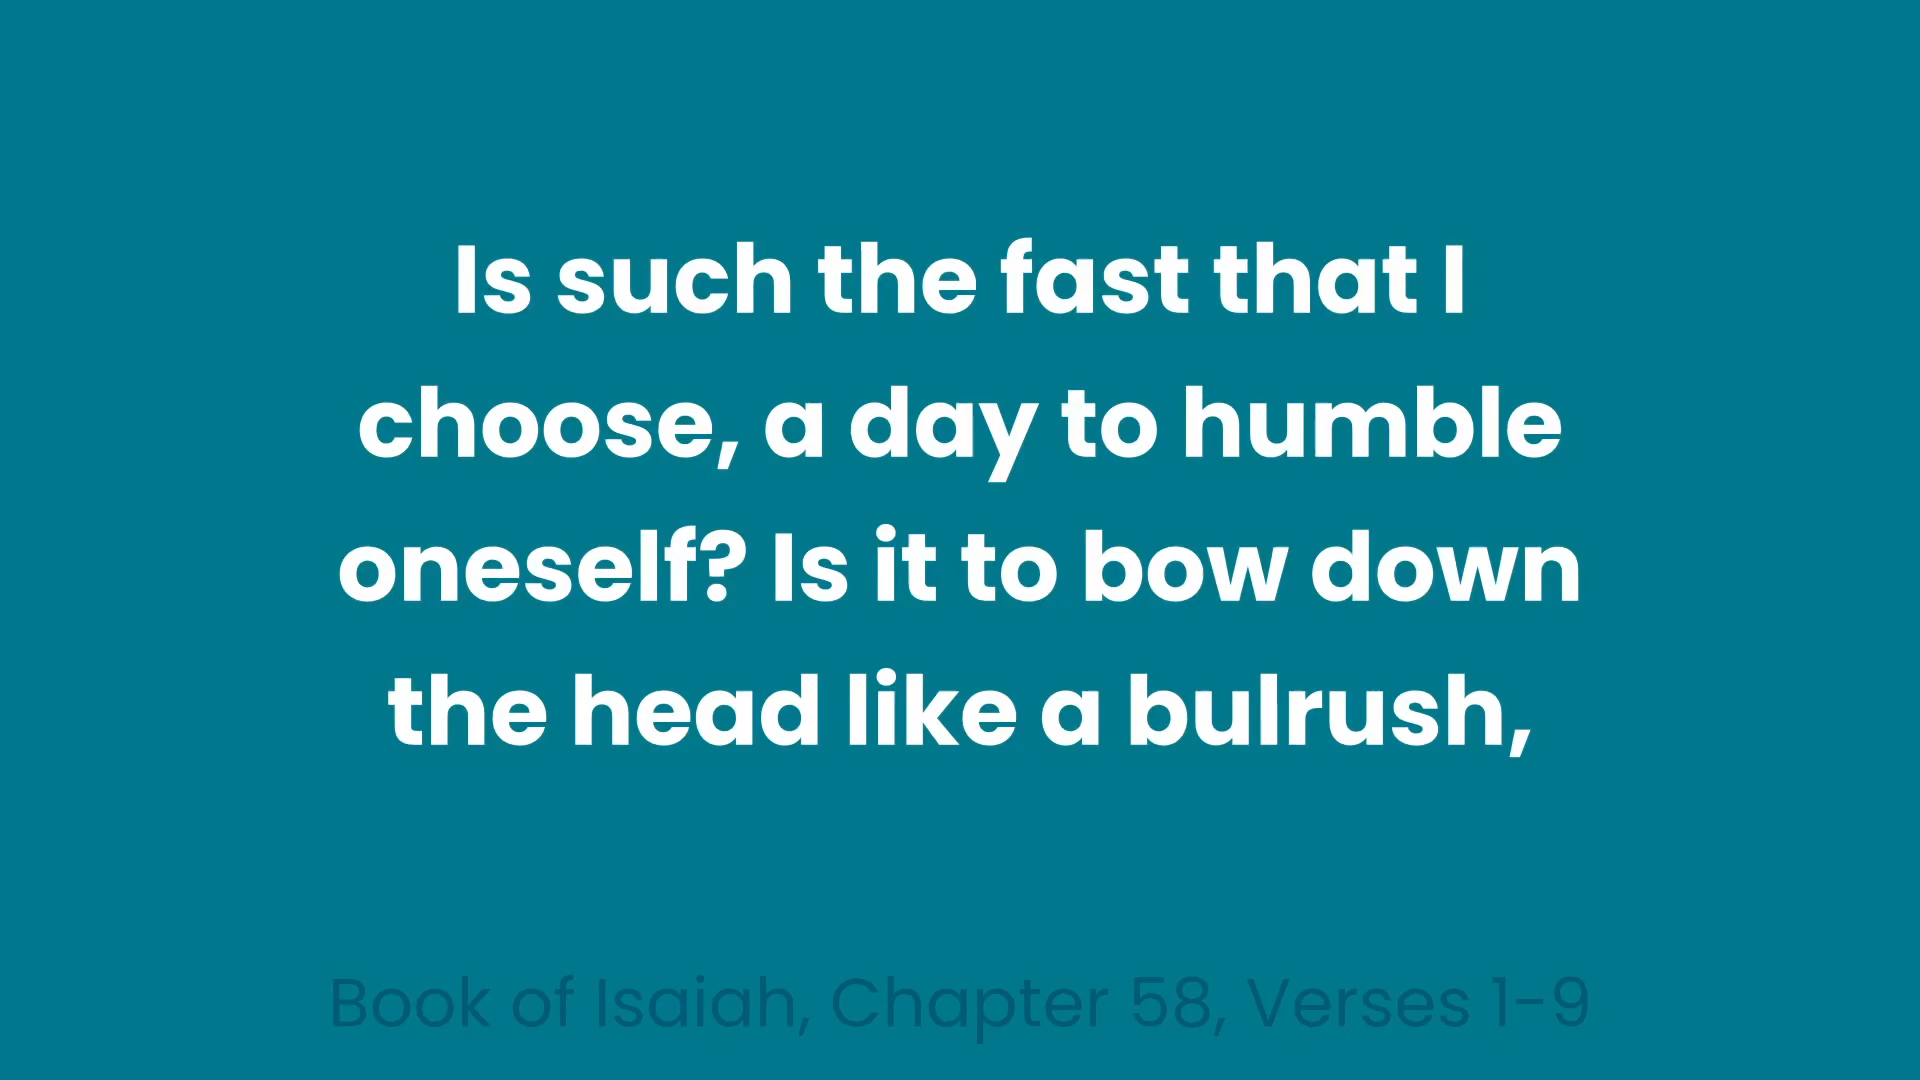 Is such the fast that I
choose, a day to humble
oneself? Is it to bow down
the head like a bulrush,
Book of Isaiah, Chapter 58, Verses 1-9